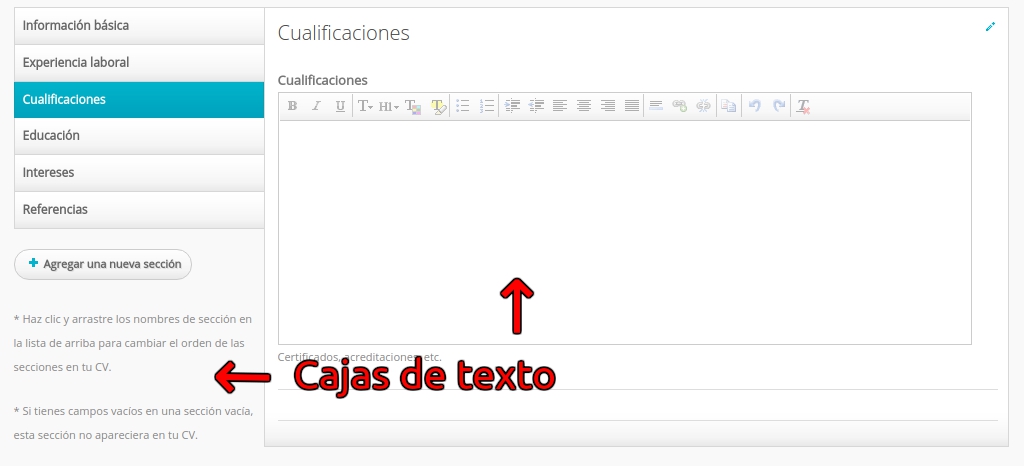 Información básica
Experiencia laboral
Cualificaciones
Educación
Intereses
Referencias
Agregar una nueva sección
* Haz clic y arrastre los nombres de sección en
la lista de arriba para cambiar el orden de las
secciones en tu CV.
* Si tienes campos vacíos en una sección vacía,
esta sección no apareciera en tu CV.
Cualificaciones
Cualificaciones
B I U T H1 T T T
Certificados, acreditaciones, etc.
Cajas de texto